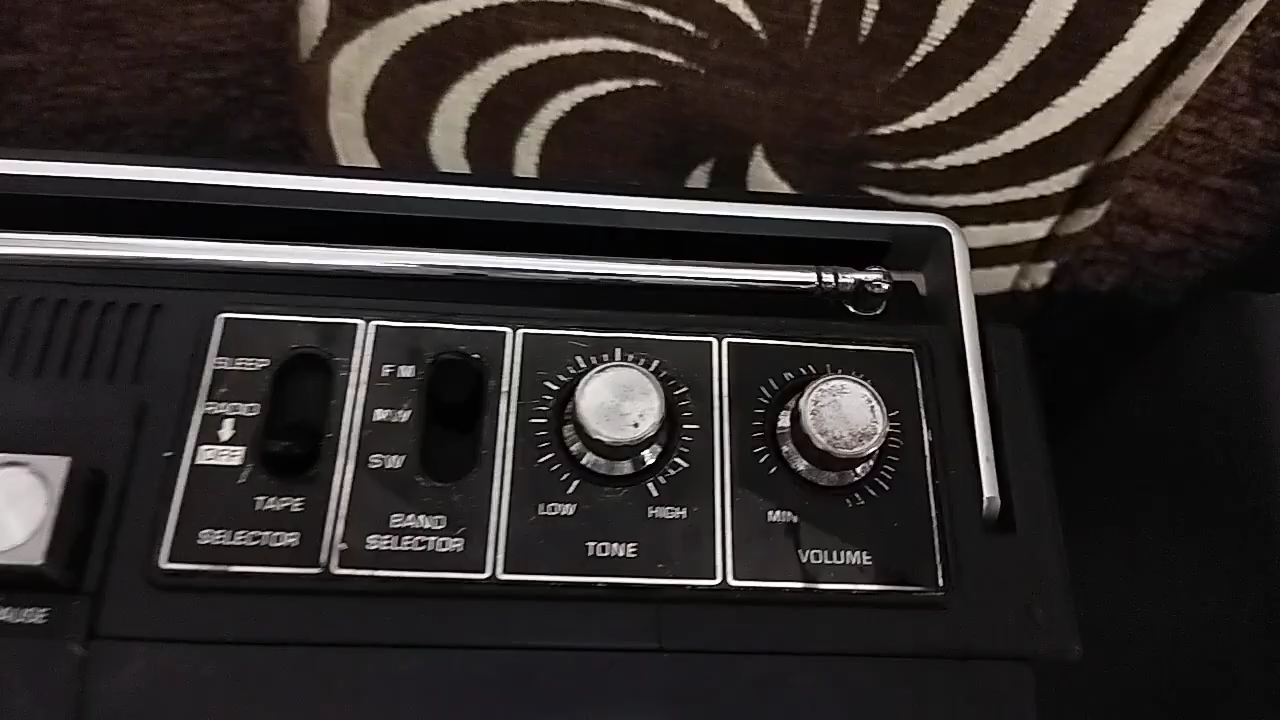 SLEEP
RADIO
OFF
TAPE
SELECTOR
FM
MW
SW
BAND
SELECTOR
LOW
HIGH
TONE
MIN
VOLUME